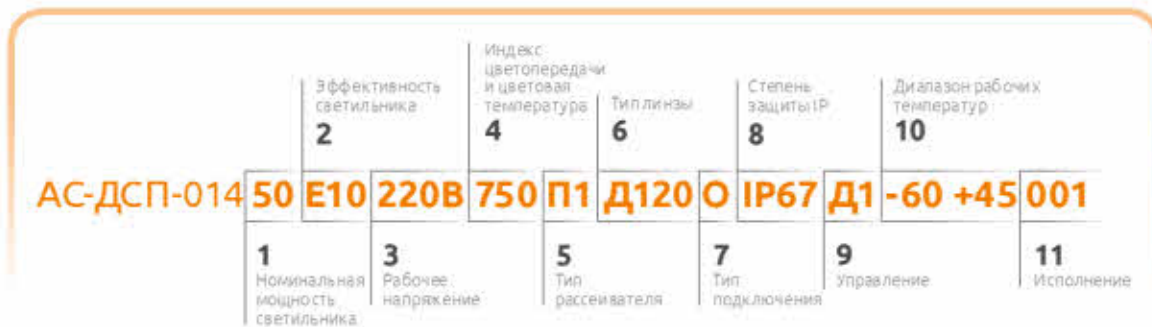 Индекс
цветопередачи
и цветовая
температура
4
Эффективность
светильника
2
Тип линзы
6
Степень
защиты IP
8
Диапазон рабочих
температур
10
АС-ДСП-014 50 Е10 220В 750 П1 Д120 О IP67 Д1 -60 +45 001
1
Номинальная
мощность
светильника
3
Рабочее
напряжение
5
Тип
рассеивателя
7
Тип
подключения
9
Управление
11
Исполнение